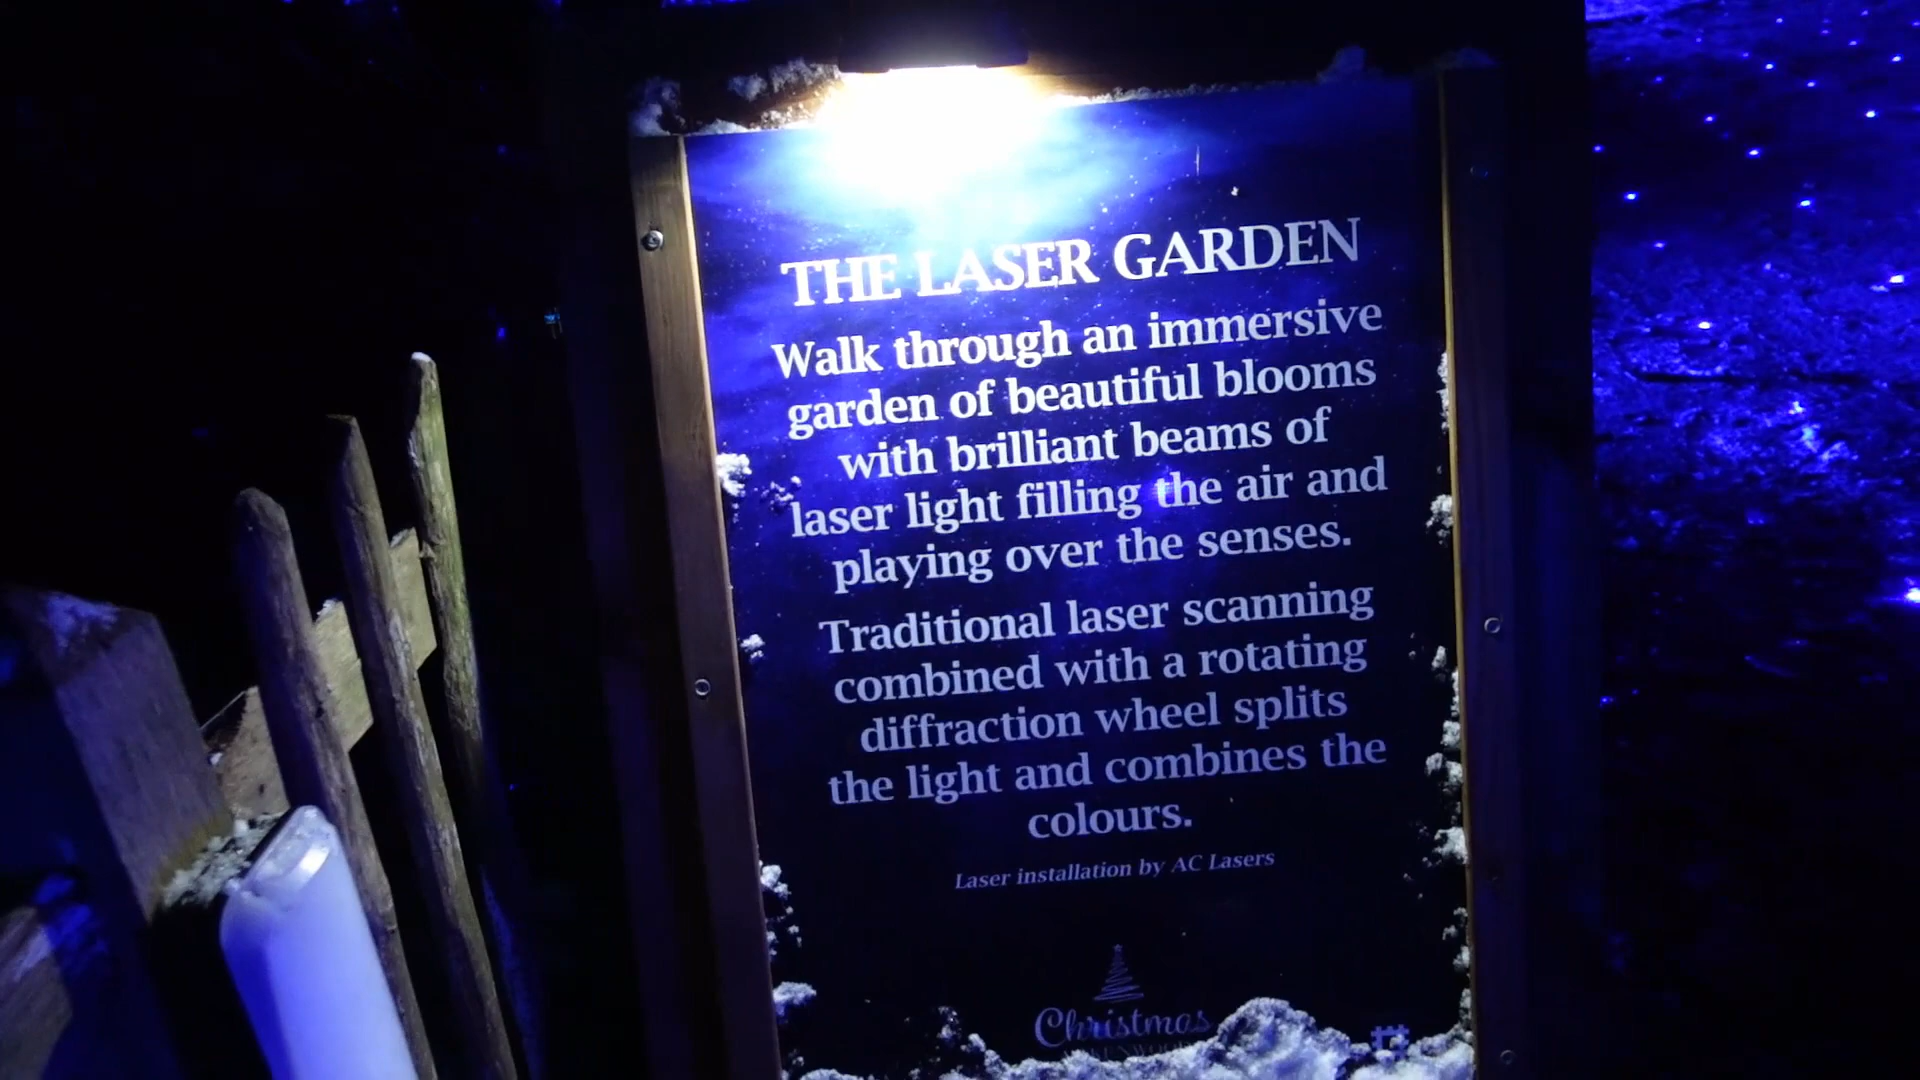 THE LASER GARDEN
Walk through an immersive
garden of beautiful blooms
with brilliant beams of
laser light filling the air and
playing over the senses.
Traditional laser scanning
combined with a rotating
diffraction wheel splits
the light and combines the
colours.
Laser installation by AC Lasers
Christmas